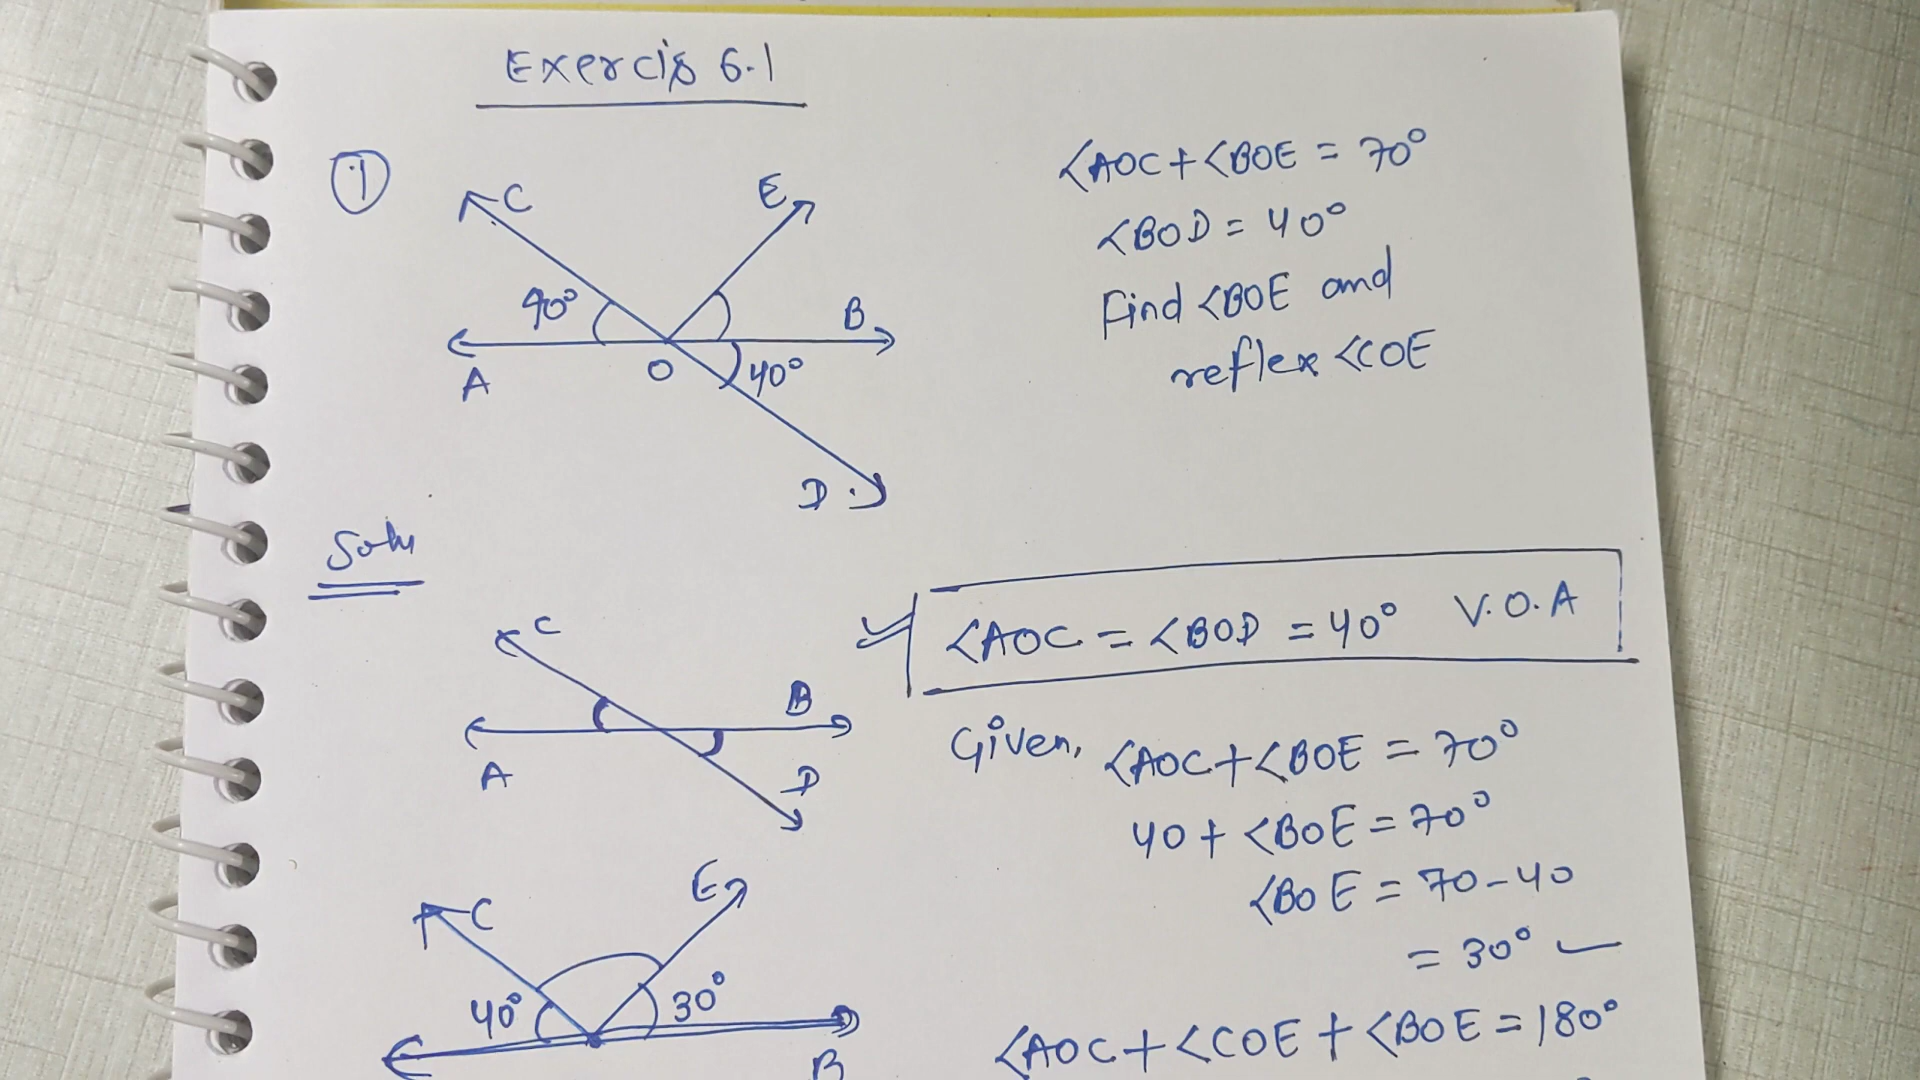 Exercis 6.1
①
∠AOC + ∠BOE = 70°
∠BOD = 40°
Find ∠BOE and
reflex ∠COE
C
E
40°
B
A
O
40°
D
Soln
C
B
A
D
∠AOC = ∠BOD = 40° V.O.A
Given, ∠AOC + ∠BOE = 70°
40 + ∠BOE = 70°
∠BOE = 70 - 40
= 30°
C
E
40°
30°
B
∠AOC + ∠COE + ∠BOE = 180°